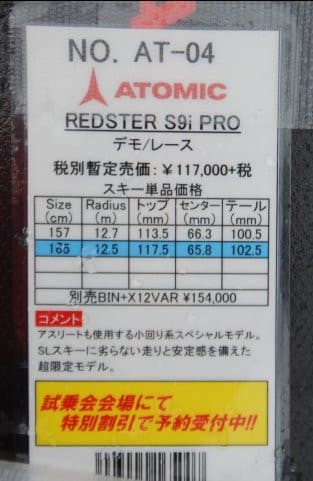 NO. AT-04
ATOMIC
REDSTER S9i PRO
デモ/レース
税別暫定売価:¥117,000+税
スキー単品価格
Size (cm) Radius (m) トップ (mm) センター (mm) テール (mm)
157 12.7 113.5 66.3 100.5
12.5 117.5 65.8 102.5
別売BIN+X12VAR ¥154,000
コメント
アスリートも使用する小回り系スペシャルモデル。
SLスキーに劣らない走りと安定感を備えた
超限定モデル。
試乗会会場にて
特別割引で予約受付中!!